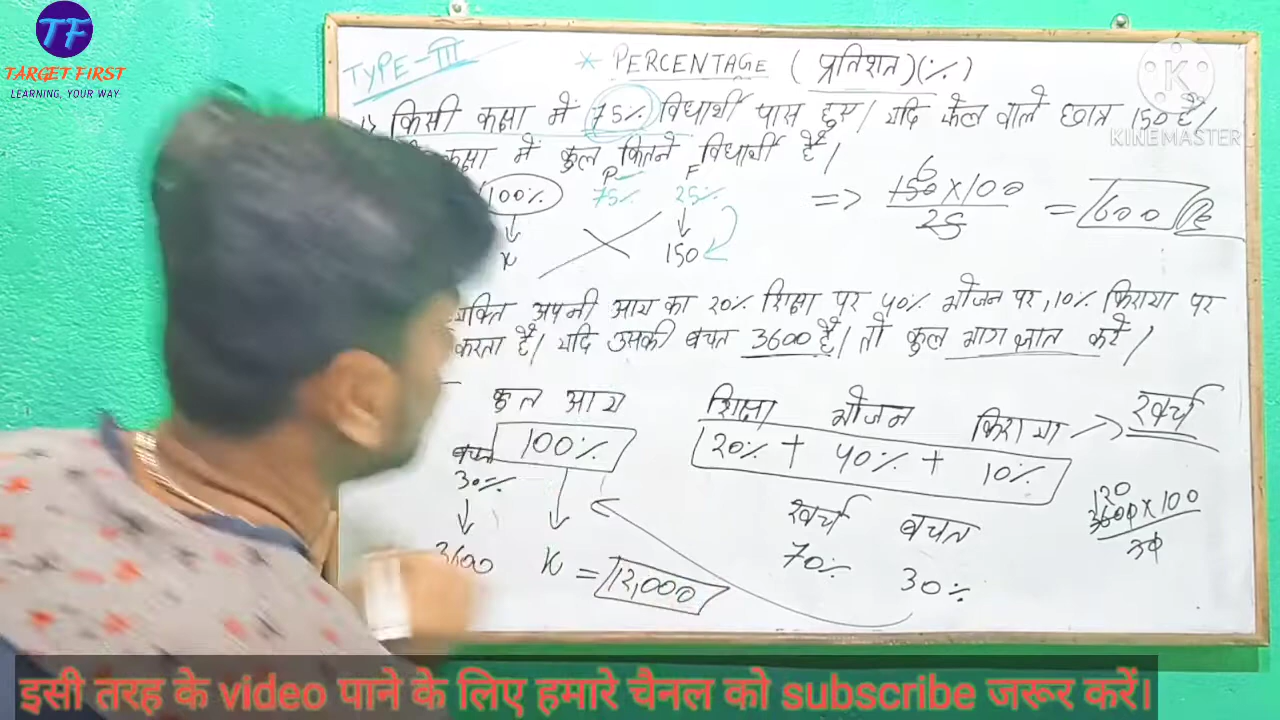 TF
TARGET FIRST
LEARNING, YOUR WAY
TYPE-III
* PERCENTAGE (प्रतिशत)(%)
K
KINEMASTER
किसी कक्षा में 75% विधार्थी पास हुए। यदि फेल वाले छात्र 150 है।
कक्षा में कुल कितने विधार्थी है।
P F
100% 75% 25%
x 150
=> 150×100 / 25 = 600
6
अपनी आय का 20% शिक्षा पर 40% भोजन पर, 10% किराया पर
करता है। यदि उसकी बचत 3600 है। तो कुल भाग ज्ञात करें।
कुल आय
100%
बचत
30%
3600 x = 12,000
शिक्षा भोजन किराया -> खर्च
20% + 40% + 10%
खर्च बचत
70% 30%
120
3600×100
30
इसी तरह के video पाने के लिए हमारे चैनल को subscribe जरूर करें।